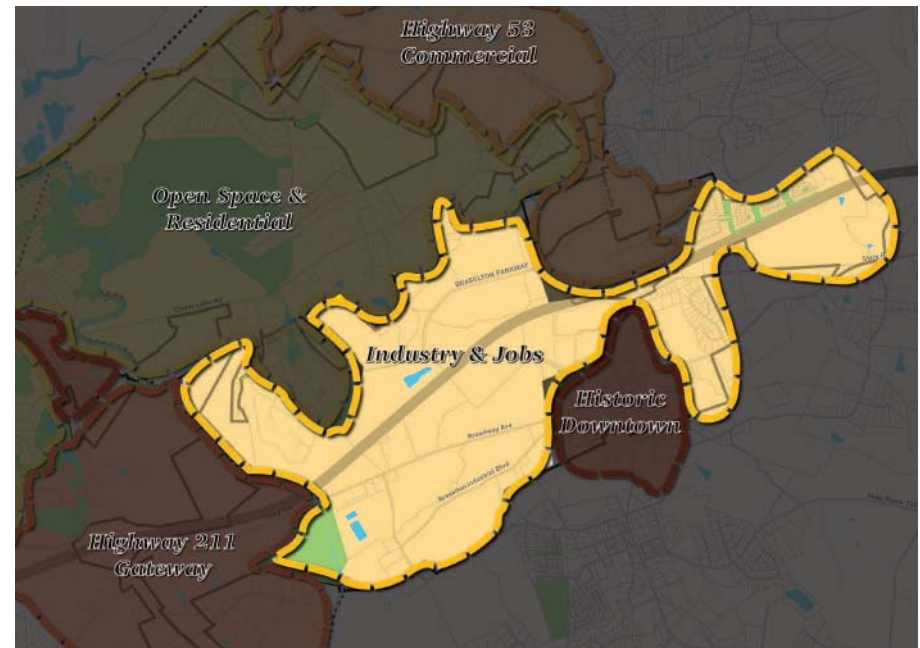 Highway 53
Commercial
Open Space &
Residential
BRASELTON PARKWAY
Industry & Jobs
Historic
Downtown
Broadway Ave
Braselton Industrial Blvd
Highway 211
Gateway